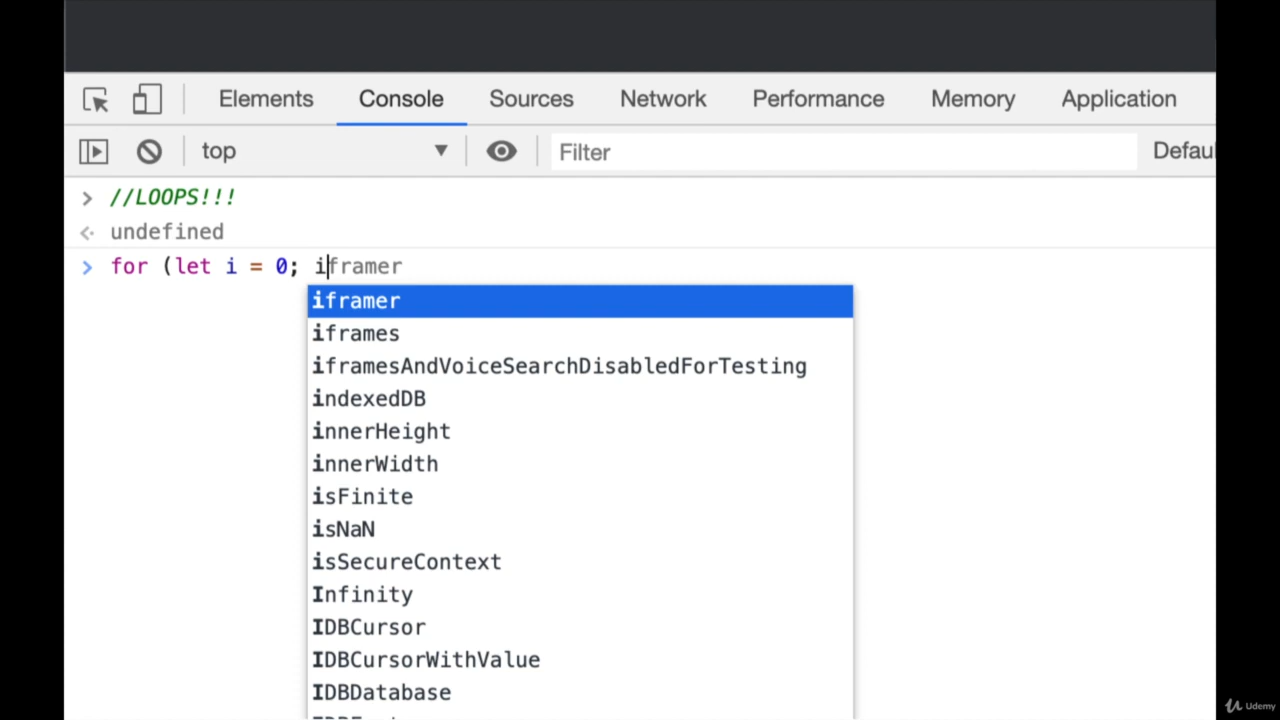 Elements Console Sources Network Performance Memory Application
top ▼ Filter Defaul
> //LOOPS!!!
undefined
> for (let i = 0; iframer
iframer
iframes
iframesAndVoiceSearchDisabledForTesting
indexedDB
innerHeight
innerWidth
isFinite
isNaN
isSecureContext
Infinity
IDBCursor
IDBCursorWithValue
IDBDatabase
Udemy